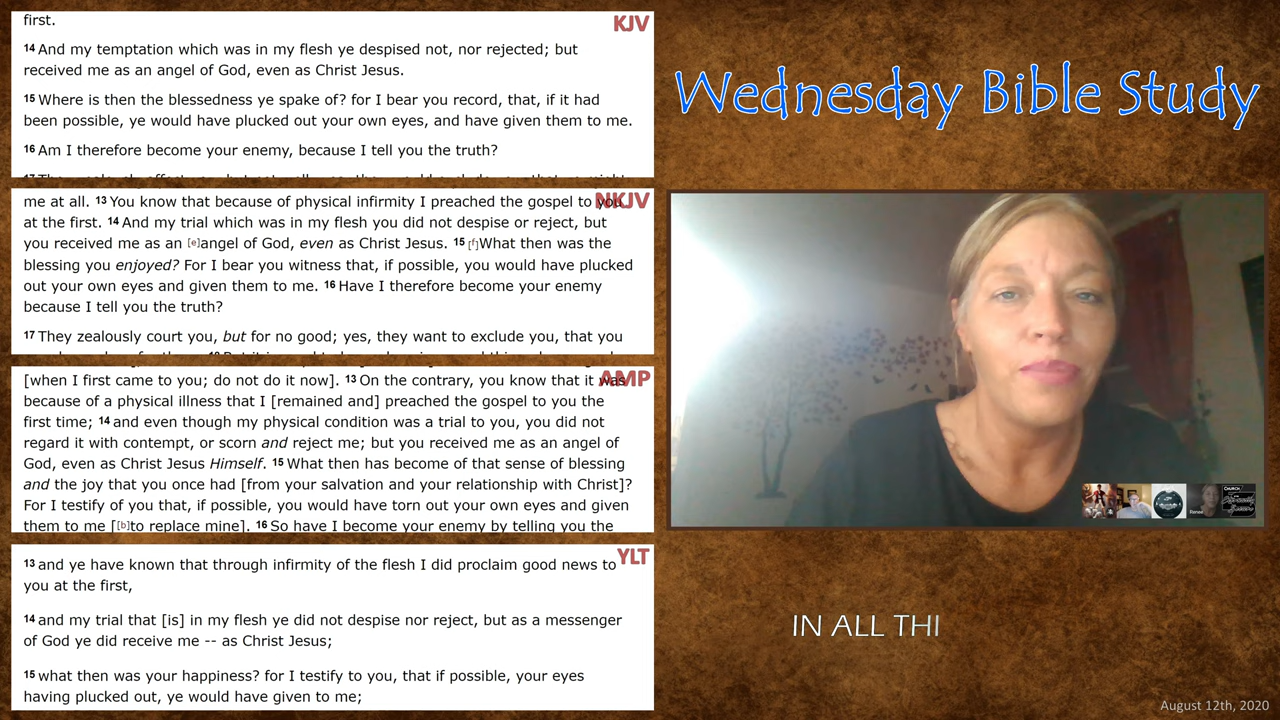 first.
KJV
14 And my temptation which was in my flesh ye despised not, nor rejected; but
received me as an angel of God, even as Christ Jesus.
15 Where is then the blessedness ye spake of? for I bear you record, that, if it had
been possible, ye would have plucked out your own eyes, and have given them to me.
16 Am I therefore become your enemy, because I tell you the truth?
me at all. 13 You know that because of physical infirmity I preached the gospel to you
NKJV
at the first. 14 And my trial which was in my flesh you did not despise or reject, but
you received me as an [e]angel of God, even as Christ Jesus. 15 [f]What then was the
blessing you enjoyed? For I bear you witness that, if possible, you would have plucked
out your own eyes and given them to me. 16 Have I therefore become your enemy
because I tell you the truth?
17 They zealously court you, but for no good; yes, they want to exclude you, that you
[when I first came to you; do not do it now]. 13 On the contrary, you know that it was
AMP
because of a physical illness that I [remained and] preached the gospel to you the
first time; 14 and even though my physical condition was a trial to you, you did not
regard it with contempt, or scorn and reject me; but you received me as an angel of
God, even as Christ Jesus Himself. 15 What then has become of that sense of blessing
and the joy that you once had [from your salvation and your relationship with Christ]?
For I testify of you that, if possible, you would have torn out your own eyes and given
them to me [[b]to replace mine]. 16 So have I become your enemy by telling you the
13 and ye have known that through infirmity of the flesh I did proclaim good news to
YLT
you at the first,
14 and my trial that [is] in my flesh ye did not despise nor reject, but as a messenger
of God ye did receive me -- as Christ Jesus;
15 what then was your happiness? for I testify to you, that if possible, your eyes
having plucked out, ye would have given to me;
Wednesday Bible Study
Renee
CHURCH
IN ALL THI
August 12th, 2020